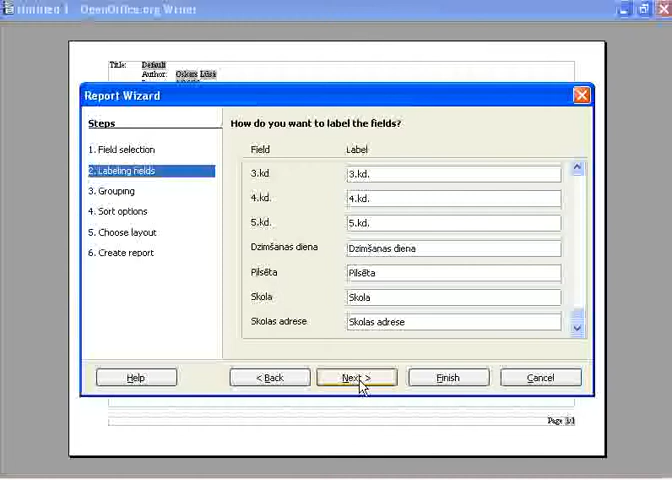 Untitled 1 - OpenOffice.org Writer
Title: Default
Author: Oskars Lūsis
Report Wizard
Steps
How do you want to label the fields?
1. Field selection
2. Labeling fields
3. Grouping
4. Sort options
5. Choose layout
6. Create report
Field Label
3.kd 3.kd.
4.kd. 4.kd.
5.kd. 5.kd.
Dzimšanas diena Dzimšanas diena
Pilsēta Pilsēta
Skola Skola
Skolas adrese Skolas adrese
Help < Back Next > Finish Cancel
Page 1/1